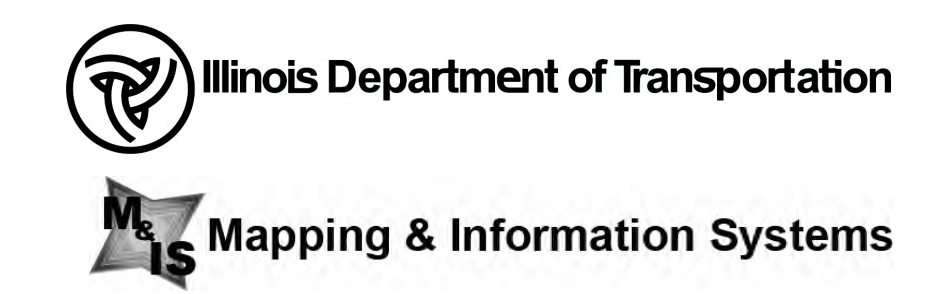 Illinois Department of Transportation
M&IS Mapping & Information Systems